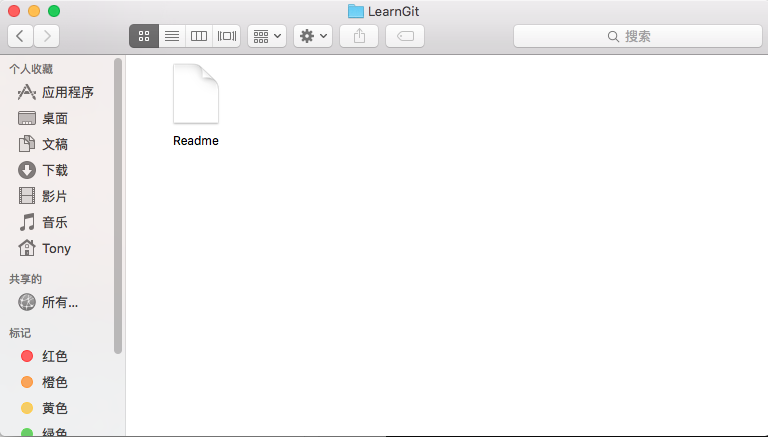 LearnGit
搜索
个人收藏
应用程序
桌面
文稿
下载
影片
音乐
Tony
共享的
所有...
标记
红色
橙色
黄色
绿色
Readme